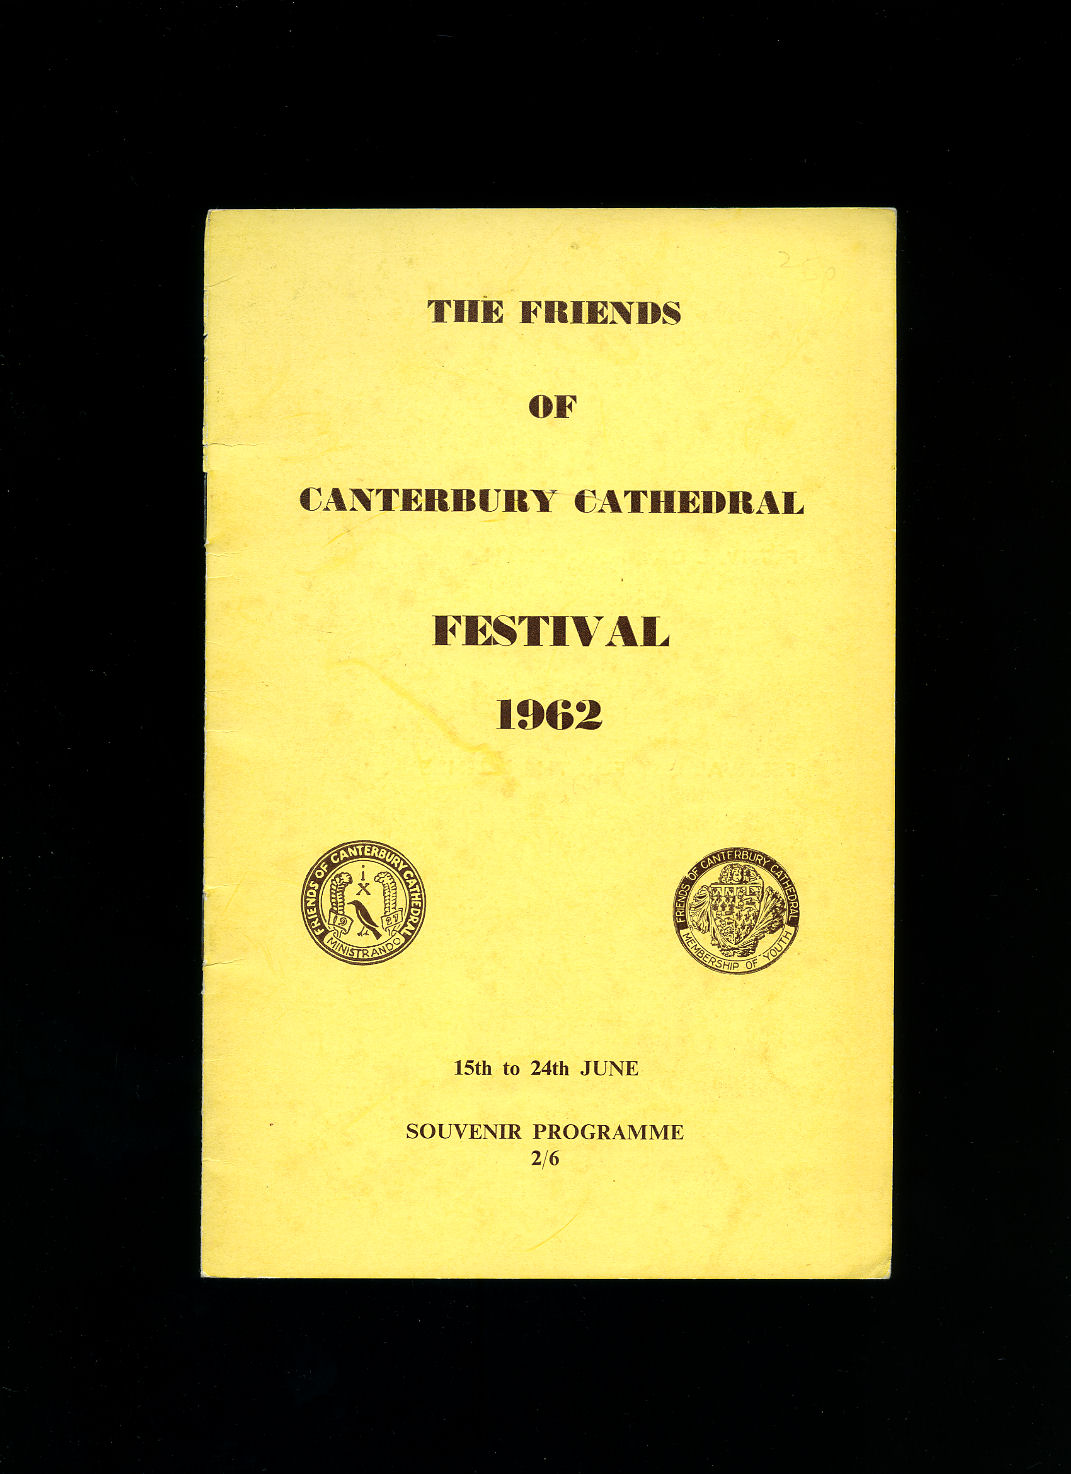 THE FRIENDS
OF
CANTERBURY CATHEDRAL
FESTIVAL
1962
FRIENDS OF CANTERBURY CATHEDRAL
i
X
19 27
MINISTRANDO
FRIENDS OF CANTERBURY CATHEDRAL
MEMBERSHIP OF YOUTH
15th to 24th JUNE
SOUVENIR PROGRAMME
2/6